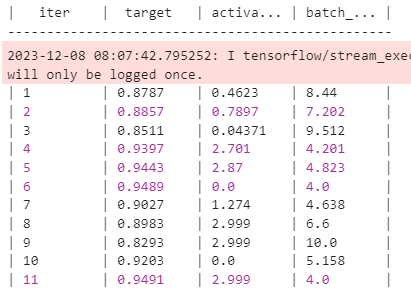 |   iter    |  target   | activa... | batch_... |
-------------------------------------------------
2023-12-08 08:07:42.795252: I tensorflow/stream_exec
will only be logged once.
| 1         | 0.8787    | 0.4623    | 8.44      |
| 2         | 0.8857    | 0.7897    | 7.202     |
| 3         | 0.8511    | 0.04371   | 9.512     |
| 4         | 0.9397    | 2.701     | 4.201     |
| 5         | 0.9443    | 2.87      | 4.823     |
| 6         | 0.9489    | 0.0       | 4.0       |
| 7         | 0.9027    | 1.274     | 4.638     |
| 8         | 0.8983    | 2.999     | 6.6       |
| 9         | 0.8293    | 2.999     | 10.0      |
| 10        | 0.9203    | 0.0       | 5.158     |
| 11        | 0.9491    | 2.999     | 4.0       |